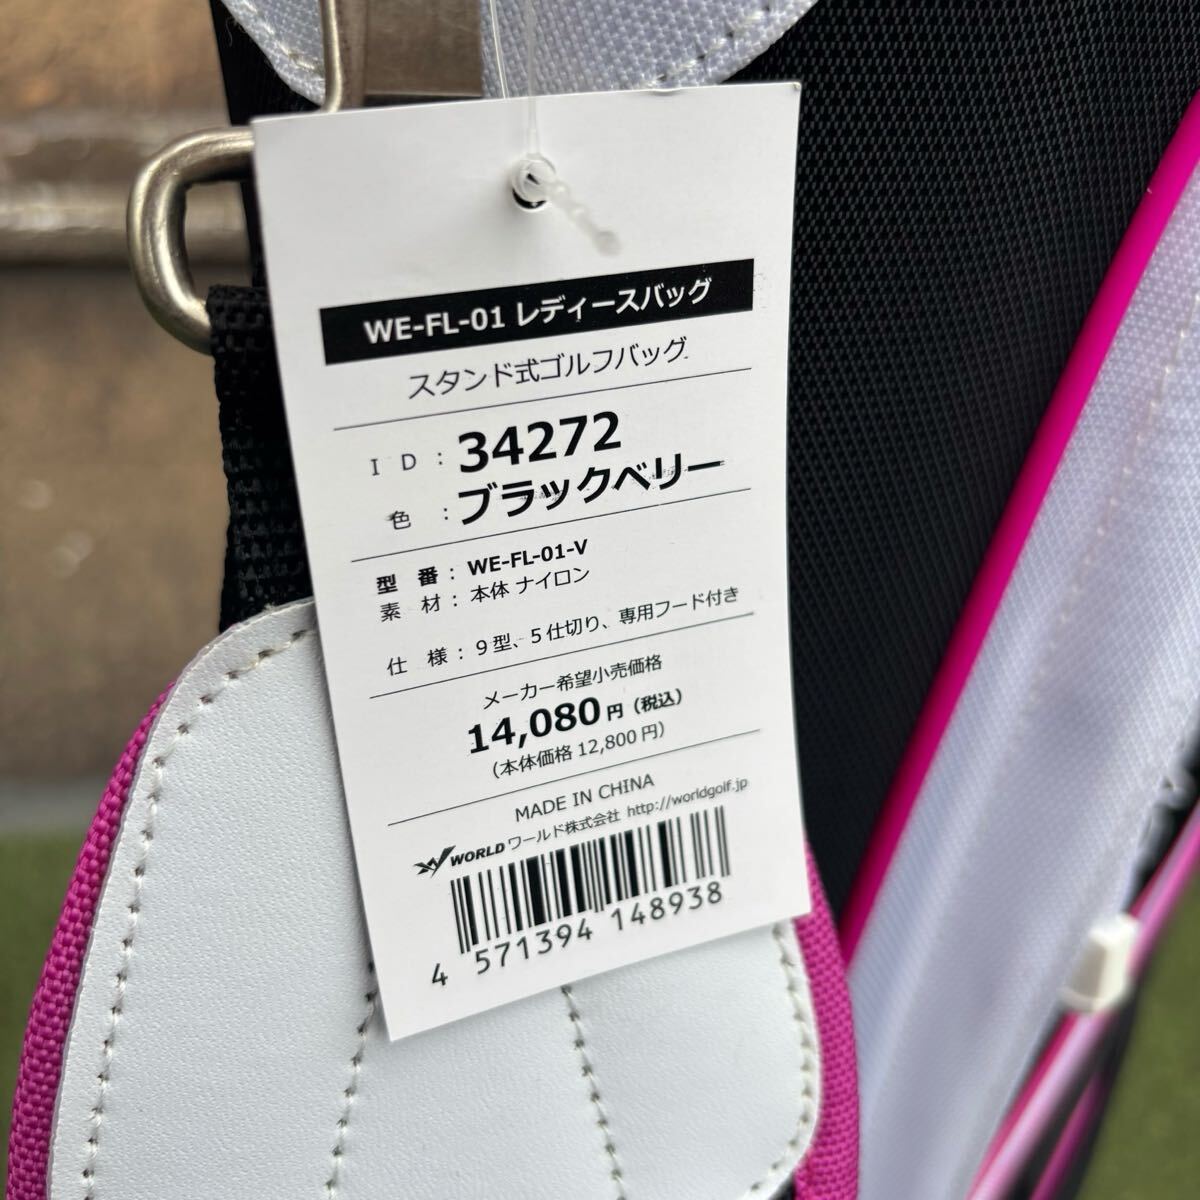 WE-FL-01 レディースバッグ
スタンド式ゴルフバッグ
ID:34272
色:ブラックベリー
型番:WE-FL-01-V
素材:本体 ナイロン
仕様:9型、5仕切り、専用フード付き
メーカー希望小売価格
14,080円(税込)
(本体価格 12,800円)
MADE IN CHINA
WORLD ワールド株式会社 http://worldgolf.jp
4 571394 148938